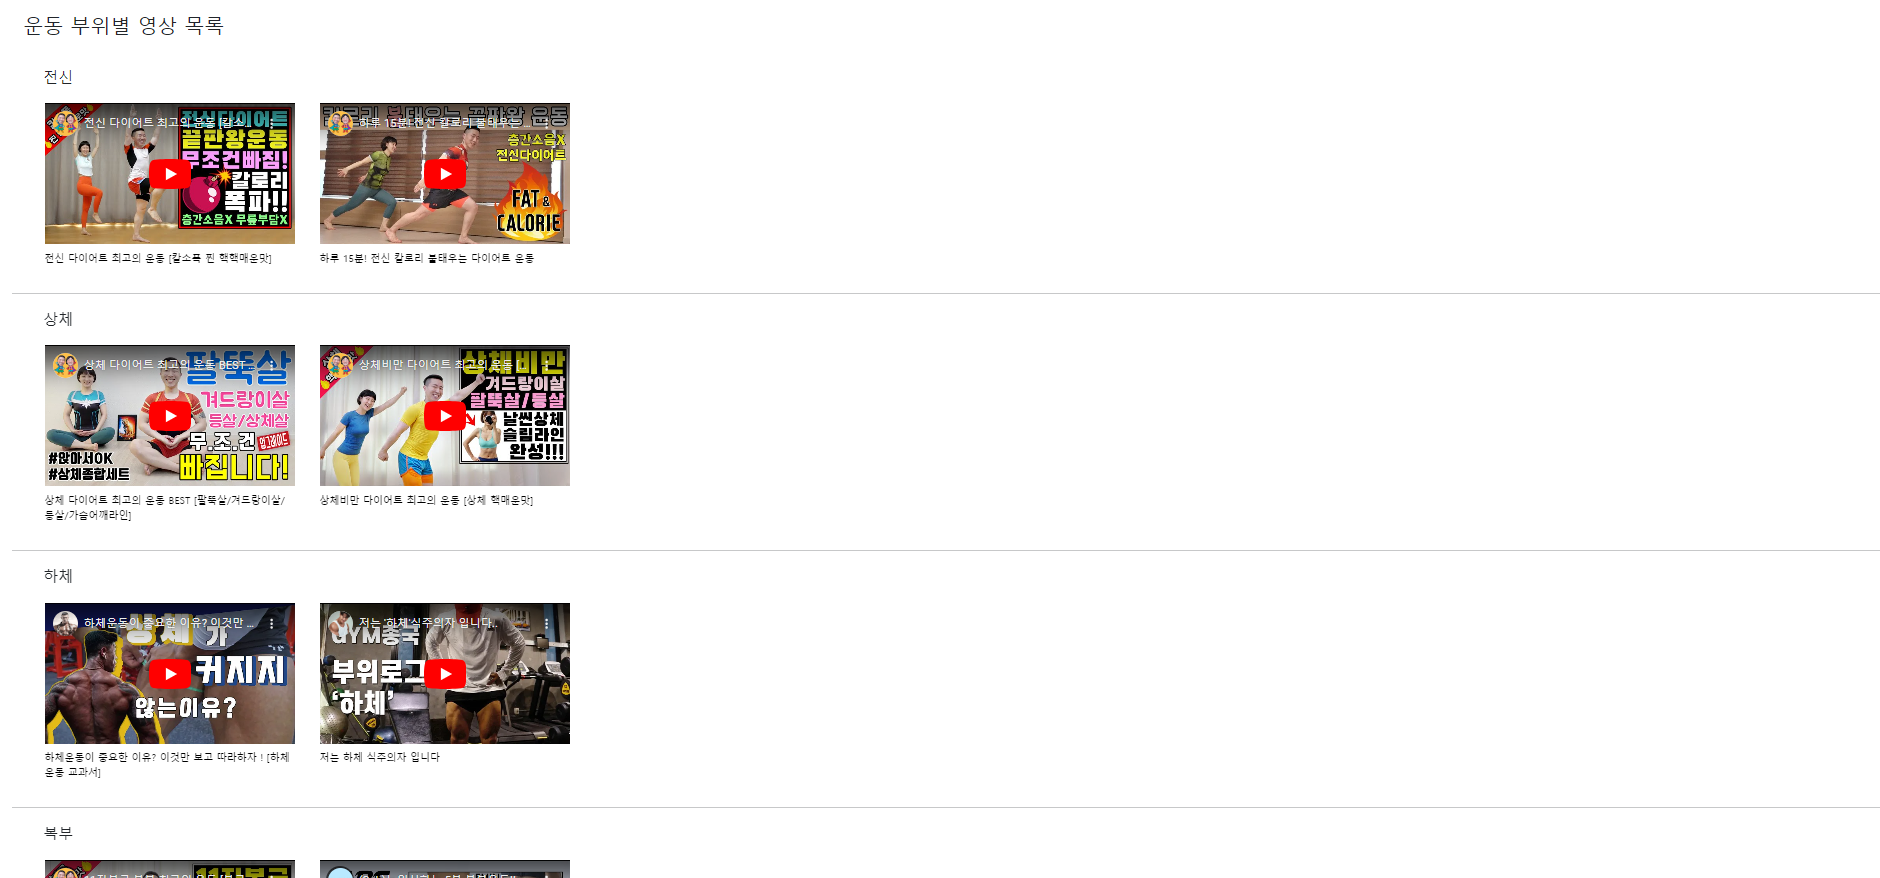 운동 부위별 영상 목록
전신
전신 다이어트 최고의 운동 [칼소...
전신다이어트
끝판왕운동
무조건빠짐!
칼로리
폭파!!
층간소음X 무릎부담X
전신 다이어트 최고의 운동 [칼소폭 찐 핵핵매운맛]
칼로리 불태우는 끝판왕 운동
하루 15분! 전신 칼로리 불태우는 ...
층간소음X
전신다이어트
FAT &
CALORIE
하루 15분! 전신 칼로리 불태우는 다이어트 운동
상체
상체 다이어트 최고의 운동 BEST ...
팔뚝살
겨드랑이살
등살/상체살
무.조.건
업그레이드
빠집니다!
#앉아서OK
#상체종합세트
상체 다이어트 최고의 운동 BEST [팔뚝살/겨드랑이살/
등살/가슴어깨라인]
상체비만 다이어트 최고의 운동 [...
상체비만
겨드랑이살
팔뚝살/등살
날씬상체
슬림라인
완성!!!
상체비만 다이어트 최고의 운동 [상체 핵매운맛]
하체
하체운동이 중요한 이유? 이것만 ...
상체가
커지지
않는이유?
하체운동이 중요한 이유? 이것만 보고 따라하자 ! [하체
운동 교과서]
저는 '하체'식주의자 입니다..
GYM종국
부위로그
'하체'
저는 하체 식주의자 입니다
복부